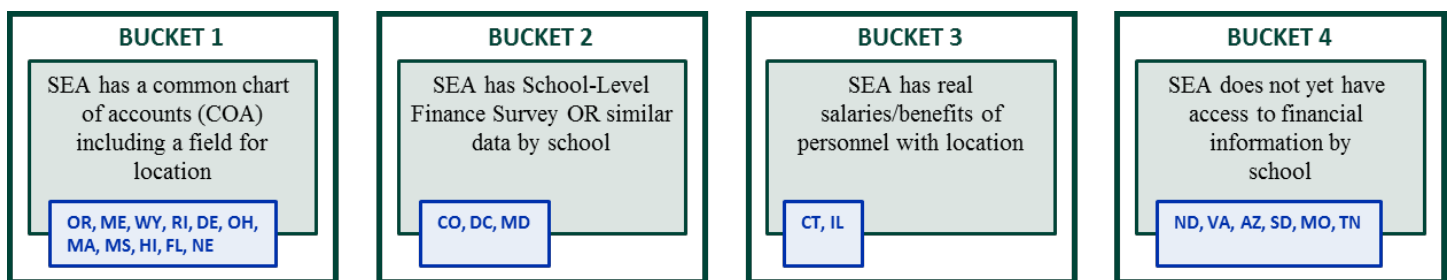 BUCKET 1
SEA has a common chart
of accounts (COA)
including a field for
location
OR, ME, WY, RI, DE, OH,
MA, MS, HI, FL, NE
BUCKET 2
SEA has School-Level
Finance Survey OR similar
data by school
CO, DC, MD
BUCKET 3
SEA has real
salaries/benefits of
personnel with location
CT, IL
BUCKET 4
SEA does not yet have
access to financial
information by
school
ND, VA, AZ, SD, MO, TN